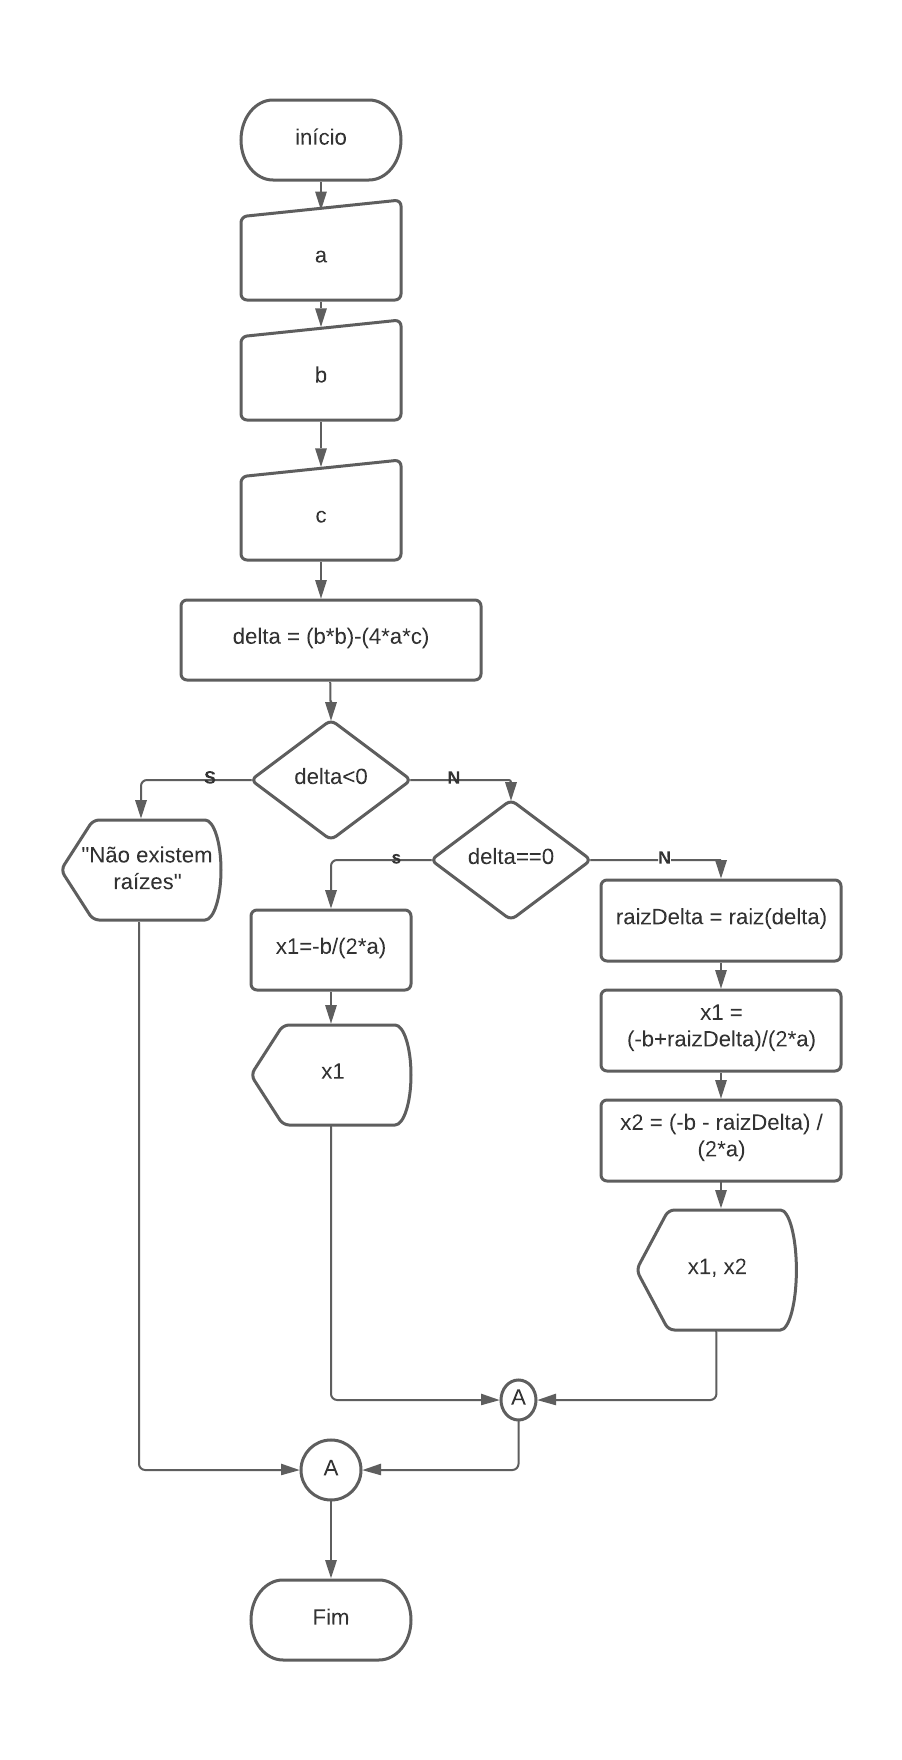 início
a
b
c
delta = (b*b)-(4*a*c)
delta<0
S
N
"Não existem
raízes"
delta==0
s
N
x1=-b/(2*a)
x1
raizDelta = raiz(delta)
x1 =
(-b+raizDelta)/(2*a)
x2 = (-b - raizDelta) /
(2*a)
x1, x2
A
A
Fim